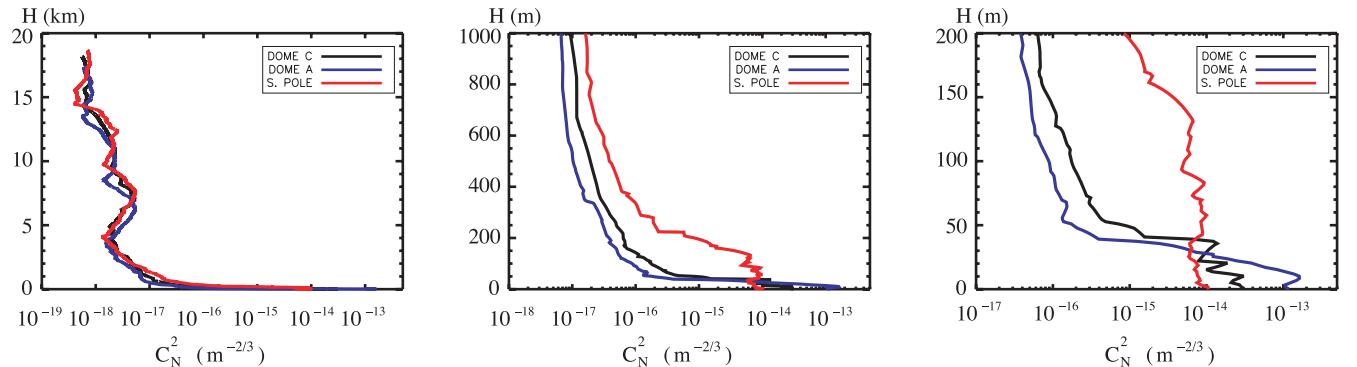 H (km)
20
15
10
5
0
DOME C
DOME A
S. POLE
10^-19 10^-18 10^-17 10^-16 10^-15 10^-14 10^-13
C_N^2 (m^-2/3)
H (m)
1000
800
600
400
200
0
DOME C
DOME A
S. POLE
10^-18 10^-17 10^-16 10^-15 10^-14 10^-13
C_N^2 (m^-2/3)
H (m)
200
150
100
50
0
DOME C
DOME A
S. POLE
10^-17 10^-16 10^-15 10^-14 10^-13
C_N^2 (m^-2/3)